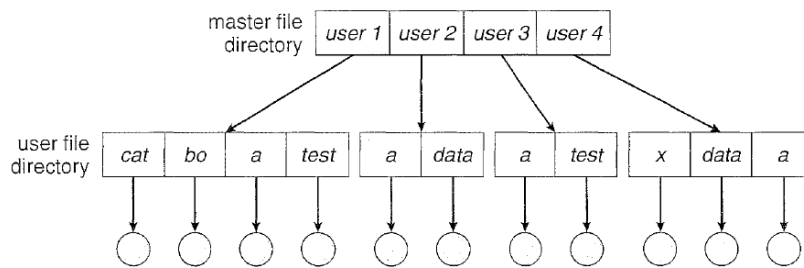 master file
directory
user 1 user 2 user 3 user 4
user file
directory
cat bo a test a data a test x data a